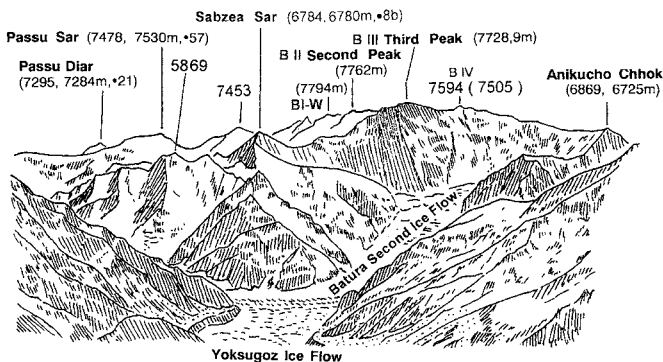 Sabzea Sar (6784, 6780m, •8b)
Passu Sar (7478, 7530m, •57)
B III Third Peak (7728,9m)
B II Second Peak
(7762m)
Passu Diar
(7295, 7284m, •21)
5869
7453
(7794m)
BI-W
B IV
7594 ( 7505 )
Anikucho Chhok
(6869, 6725m)
Batura Second Ice Flow
Yoksugoz Ice Flow